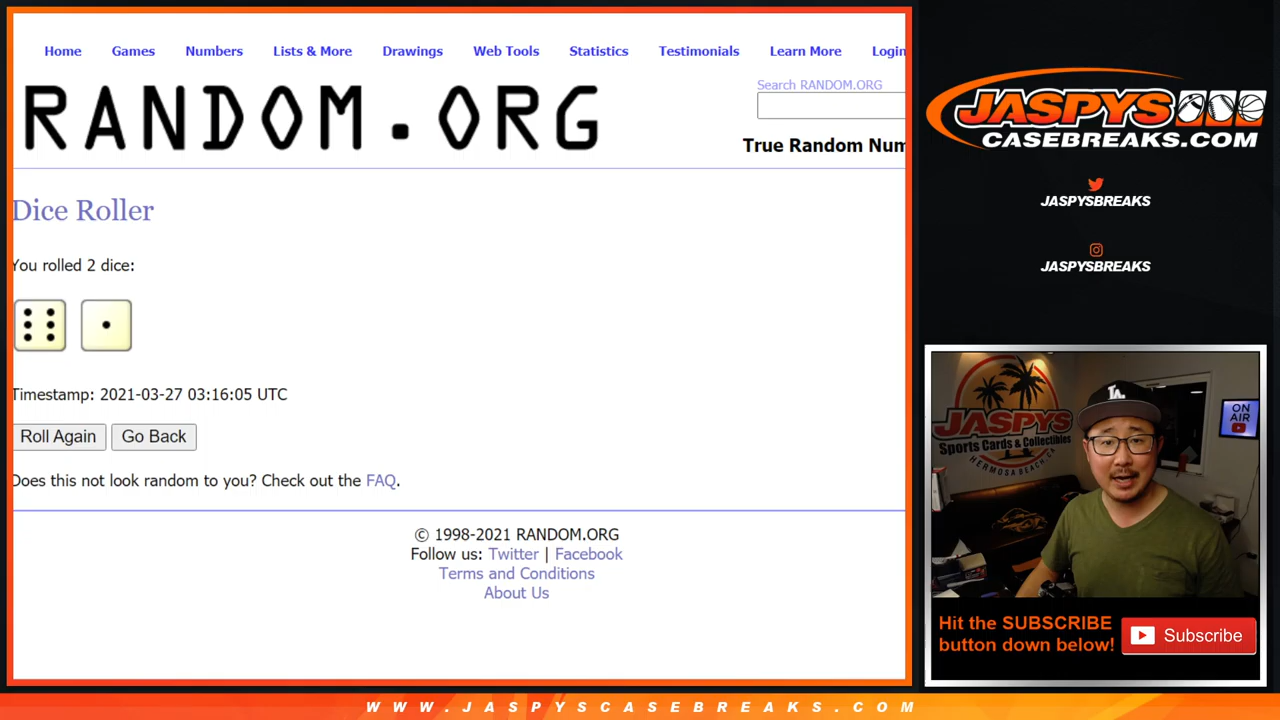 Home Games Numbers Lists & More Drawings Web Tools Statistics Testimonials Learn More Login
Search RANDOM.ORG
RANDOM.ORG
True Random Num
Dice Roller
You rolled 2 dice:
Timestamp: 2021-03-27 03:16:05 UTC
Roll Again Go Back
Does this not look random to you? Check out the FAQ.
© 1998-2021 RANDOM.ORG
Follow us: Twitter | Facebook
Terms and Conditions
About Us
JASPYS
CASEBREAKS.COM
JASPYSBREAKS
JASPYSBREAKS
JASPYS
Sports Cards & Collectibles
HERMOSA BEACH, CA
LA
ON
AIR
Hit the SUBSCRIBE
button down below!
Subscribe
WWW.JASPYSCASEBREAKS.COM